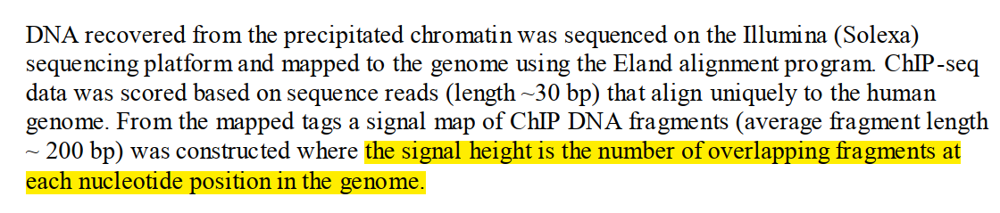 DNA recovered from the precipitated chromatin was sequenced on the Illumina (Solexa)
sequencing platform and mapped to the genome using the Eland alignment program. ChIP-seq
data was scored based on sequence reads (length ~30 bp) that align uniquely to the human
genome. From the mapped tags a signal map of ChIP DNA fragments (average fragment length
~ 200 bp) was constructed where the signal height is the number of overlapping fragments at
each nucleotide position in the genome.